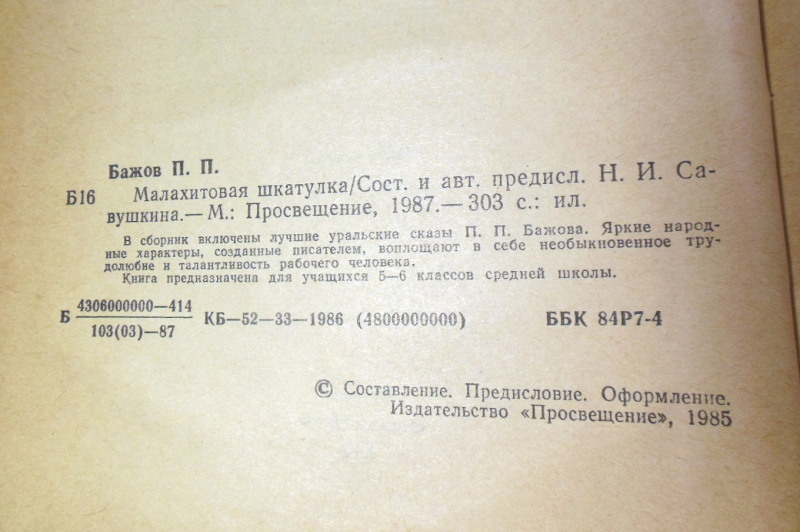 Бажов П. П.
Б16 Малахитовая шкатулка/Сост. и авт. предисл. Н. И. Са-
вушкина.— М.: Просвещение, 1987.— 303 с.: ил.
В сборник включены лучшие уральские сказы П. П. Бажова. Яркие народ-
ные характеры, созданные писателем, воплощают в себе необыкновенное тру-
долюбие и талантливость рабочего человека.
Книга предназначена для учащихся 5—6 классов средней школы.
Б 4306000000—414
103(03)—87 КБ—52—33—1986 (4800000000) ББК 84Р7-4
© Составление. Предисловие. Оформление.
Издательство «Просвещение», 1985